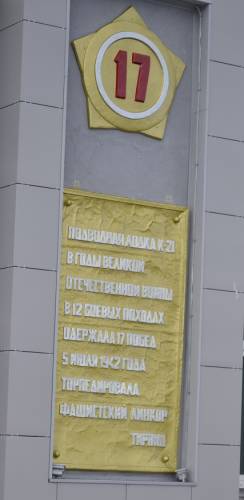 17
ПОДВОДНАЯ ЛОДКА К-21
В ГОДЫ ВЕЛИКОЙ
ОТЕЧЕСТВЕННОЙ ВОЙНЫ
В 12 БОЕВЫХ ПОХОДАХ
ОДЕРЖАЛА 17 ПОБЕД
5 ИЮЛЯ 1942 ГОДА
ТОРПЕДИРОВАЛА
ФАШИСТСКИЙ ЛИНКОР
ТИРПИЦ